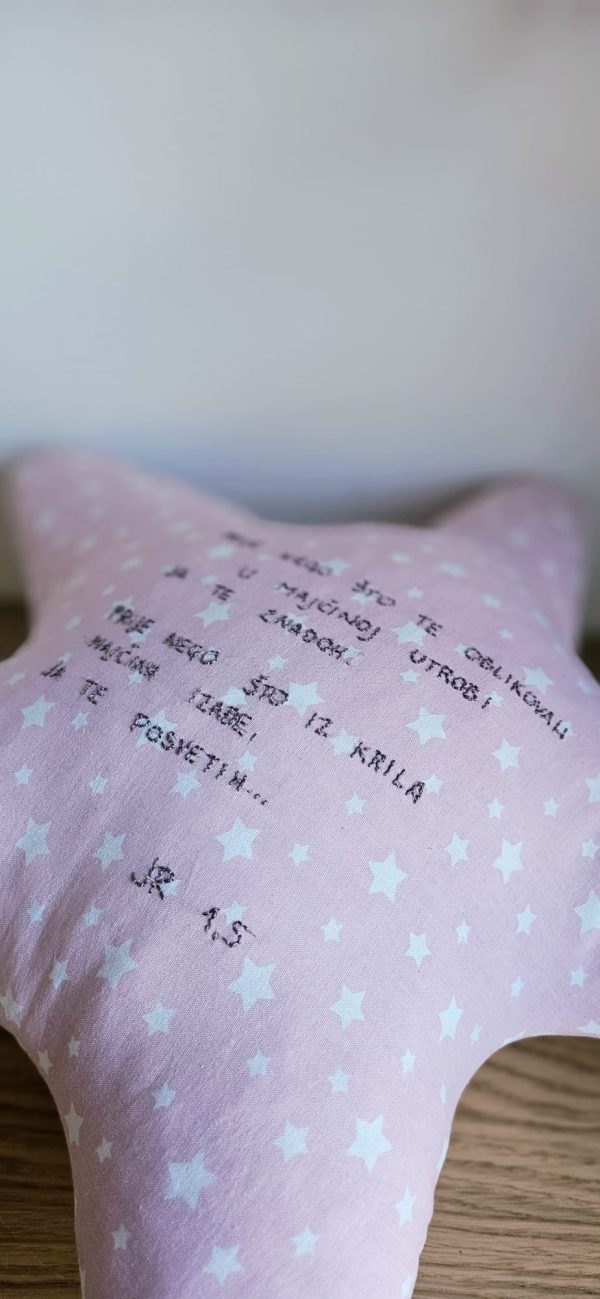 PRIJE NEGO ŠTO TE OBLIKOVAH
U MAJČINOJ UTROBI
JA TE ZNADOH.
PRIJE NEGO ŠTO IZ KRILA
MAJČINA IZAĐE,
JA TE POSVETIH...
JR 1,5